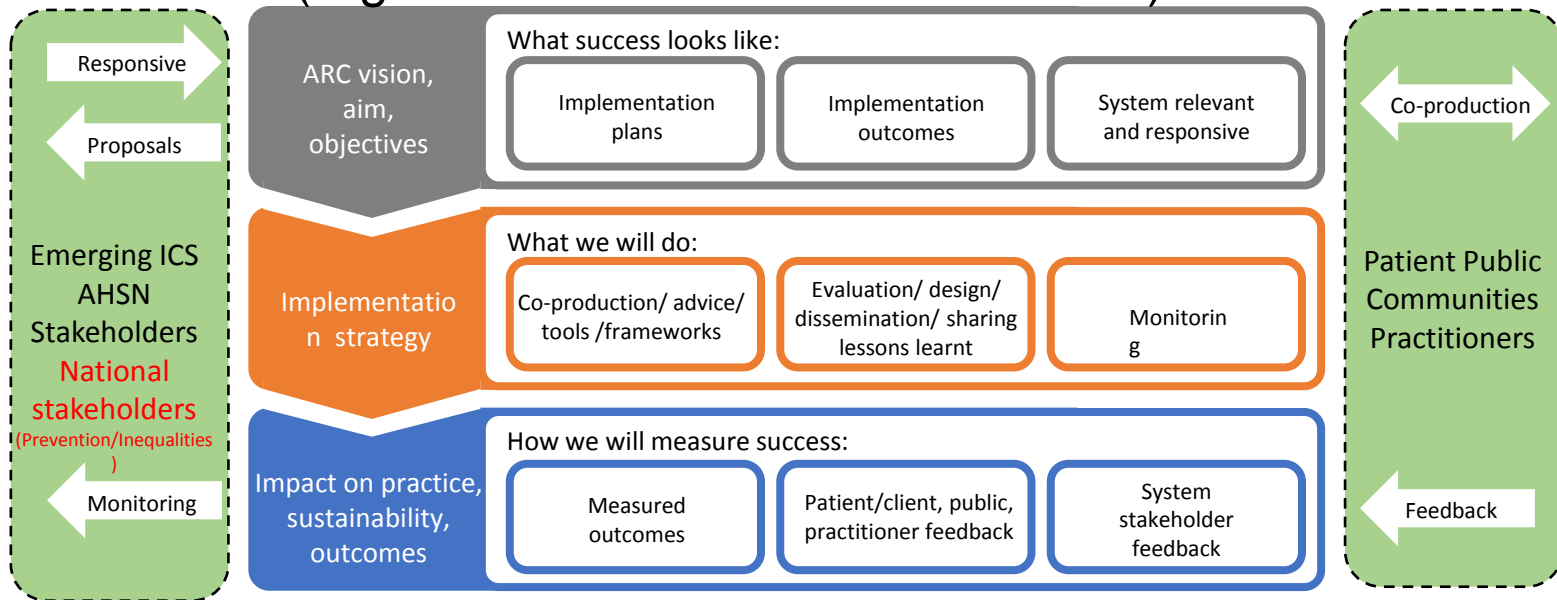 Responsive
Proposals
Emerging ICS
AHSN
Stakeholders
National
stakeholders
(Prevention/Inequalities
)
Monitoring
ARC vision,
aim,
objectives
What success looks like:
Implementation
plans
Implementation
outcomes
System relevant
and responsive
Implementatio
n strategy
What we will do:
Co-production/ advice/
tools /frameworks
Evaluation/ design/
dissemination/ sharing
lessons learnt
Monitorin
g
Impact on practice,
sustainability,
outcomes
How we will measure success:
Measured
outcomes
Patient/client, public,
practitioner feedback
System
stakeholder
feedback
Co-production
Patient Public
Communities
Practitioners
Feedback